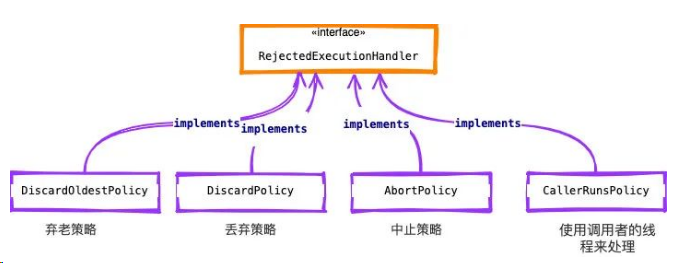 «interface»
RejectedExecutionHandler
implements
implements
implements
implements
DiscardOldestPolicy
DiscardPolicy
AbortPolicy
CallerRunsPolicy
弃老策略
丢弃策略
中止策略
使用调用者的线
程来处理